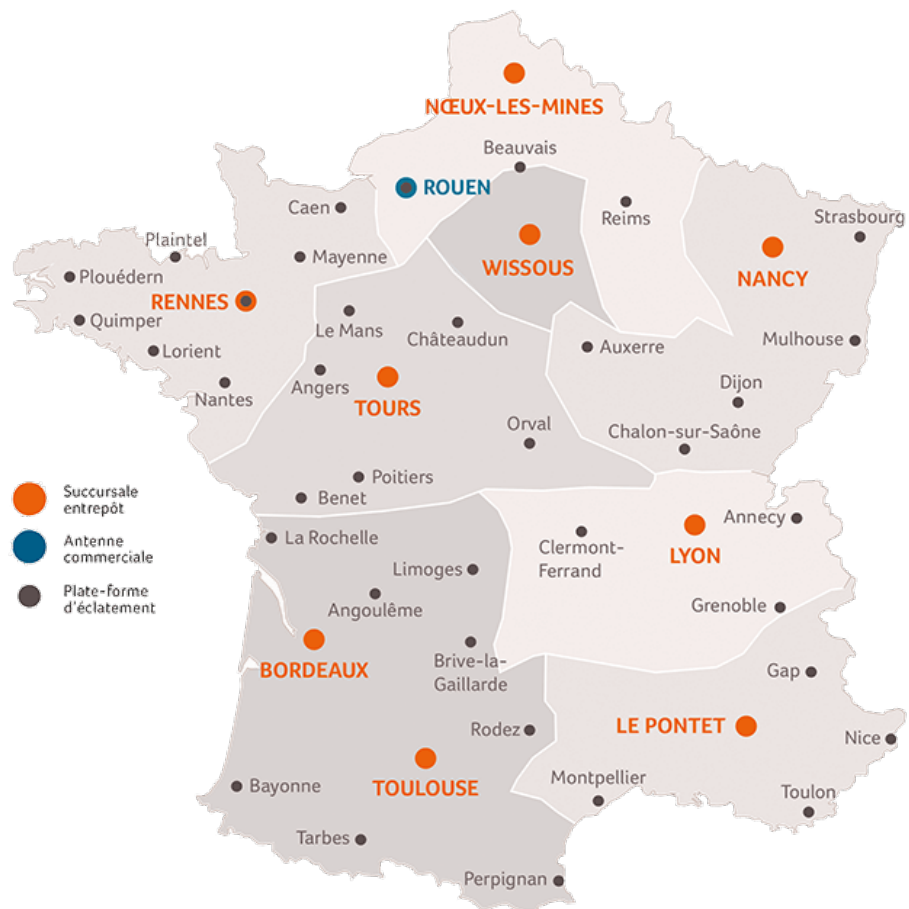 NŒUX-LES-MINES
Beauvais
ROUEN
Caen
Reims
Strasbourg
Plaintel
Mayenne
WISSOUS
NANCY
Plouédern
RENNES
Quimper
Le Mans
Châteaudun
Auxerre
Mulhouse
Lorient
Angers
Dijon
Nantes
TOURS
Orval
Chalon-sur-Saône
Poitiers
Benet
Succursale
entrepôt
Antenne
commerciale
Plate-forme
d'éclatement
La Rochelle
Clermont-
Ferrand
Annecy
LYON
Limoges
Angoulême
Grenoble
BORDEAUX
Brive-la-
Gaillarde
Gap
Rodez
LE PONTET
Nice
Bayonne
TOULOUSE
Montpellier
Toulon
Tarbes
Perpignan